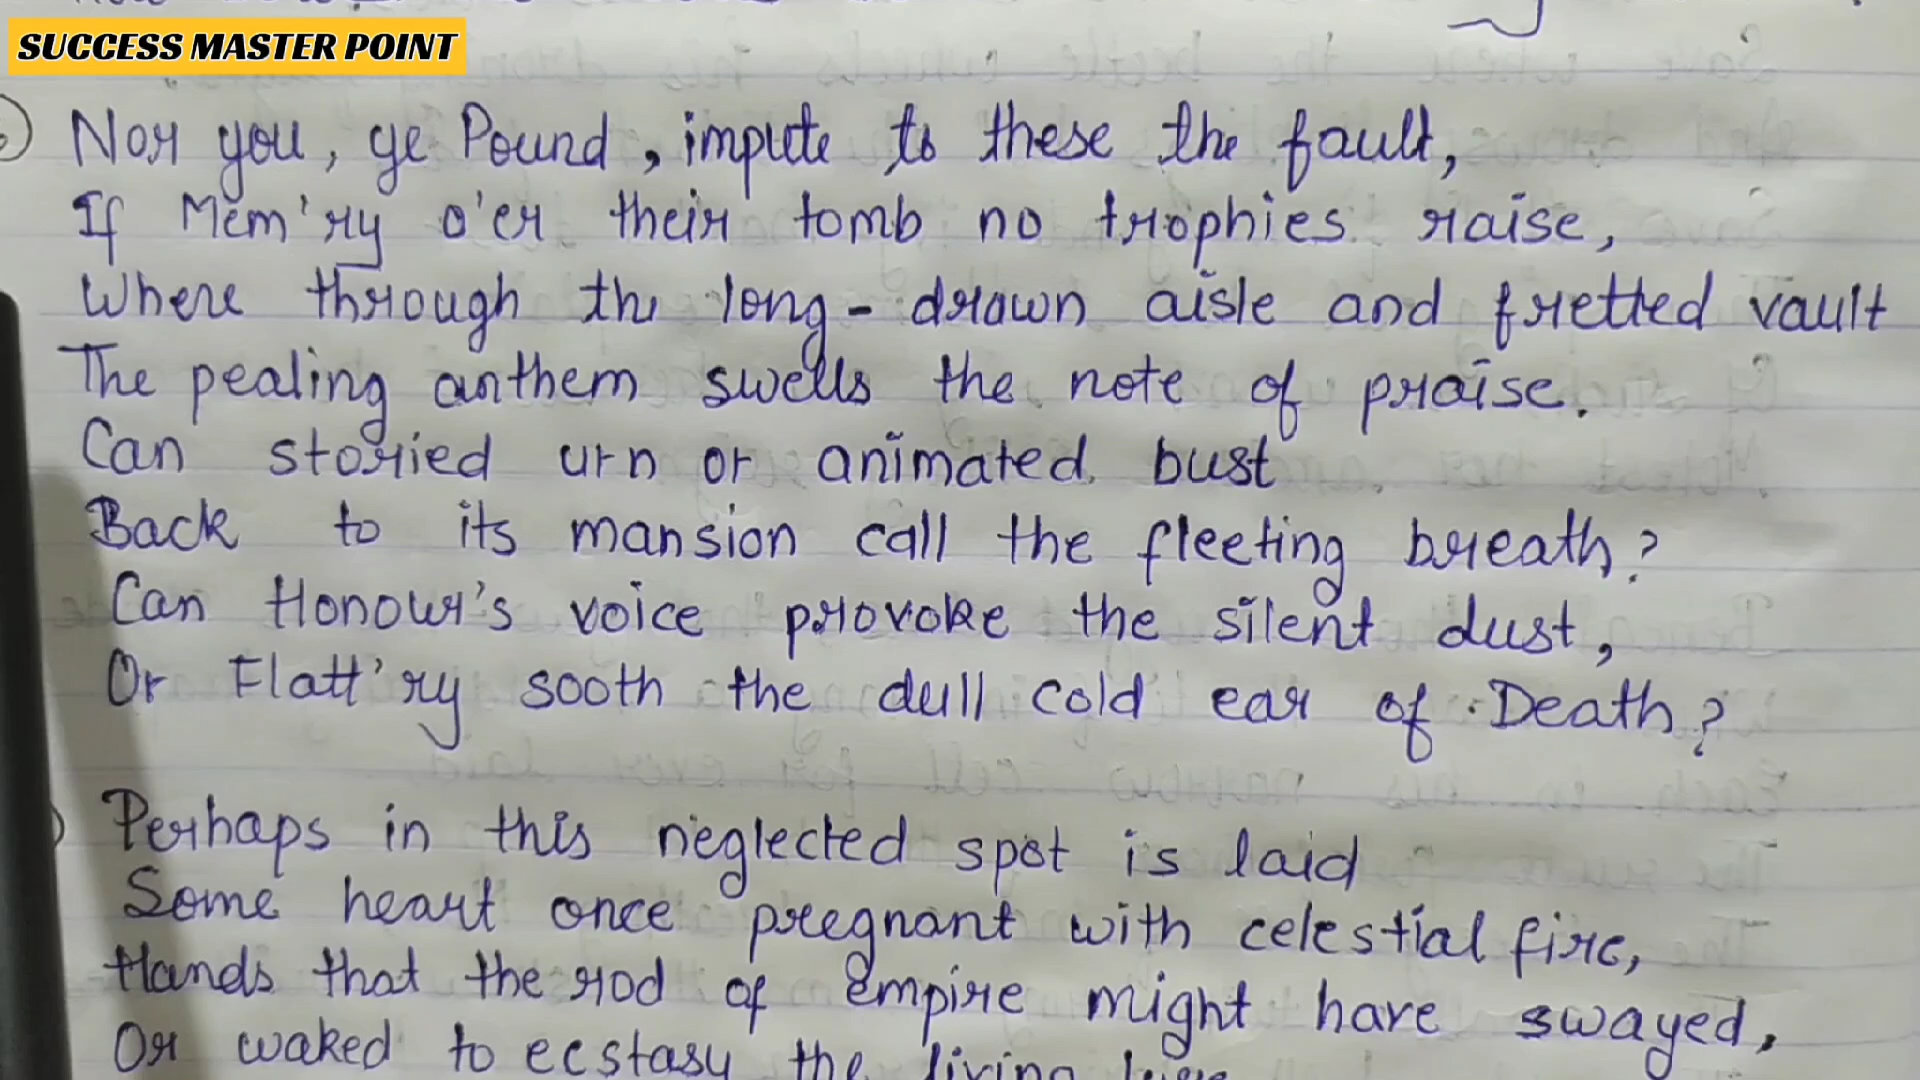 SUCCESS MASTER POINT
Nor you, ye Pound, impute to these the fault,
If Mem'ry o'er their tomb no trophies raise,
Where through the long-drawn aisle and fretted vault
The pealing anthem swells the note of praise.
Can storied urn or animated bust
Back to its mansion call the fleeting breath?
Can Honour's voice provoke the silent dust,
Or Flatt'ry sooth the dull cold ear of Death?
Perhaps in this neglected spot is laid
Some heart once pregnant with celestial fire,
Hands that the rod of empire might have swayed,
Or waked to ecstasy the living